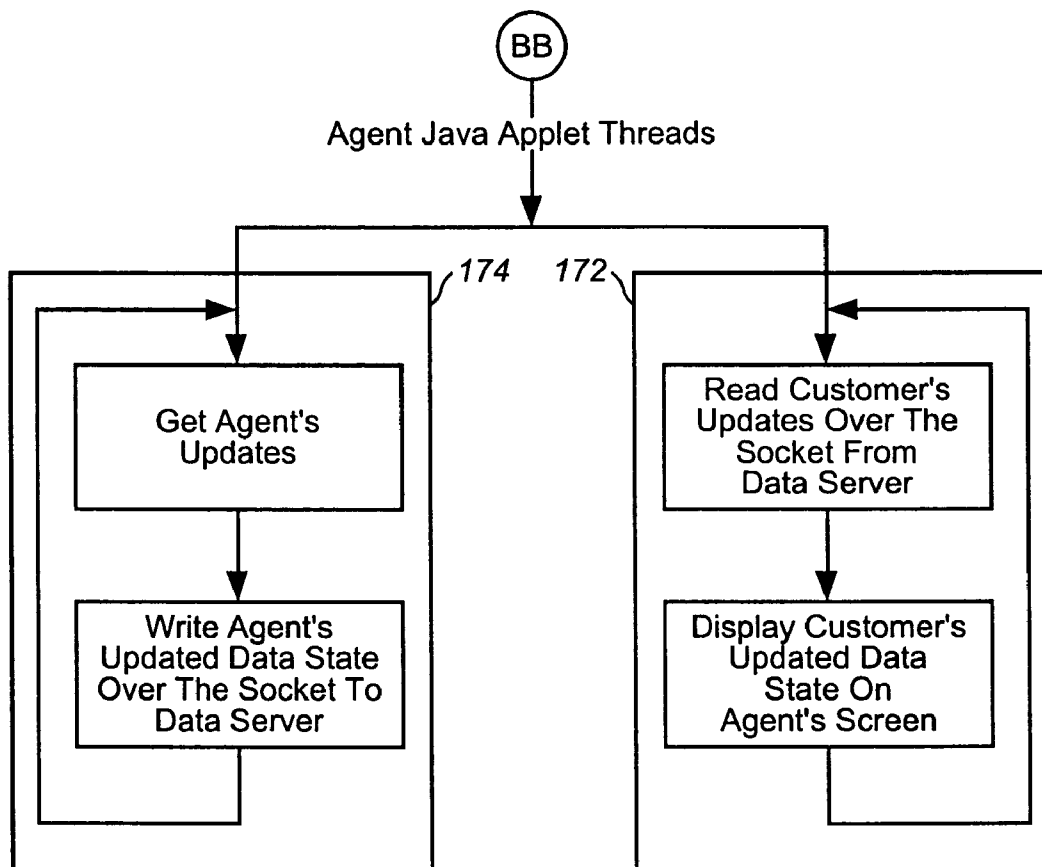 BB
Agent Java Applet Threads
174
172
Get Agent's
Updates
Write Agent's
Updated Data State
Over The Socket To
Data Server
Read Customer's
Updates Over The
Socket From
Data Server
Display Customer's
Updated Data
State On
Agent's Screen